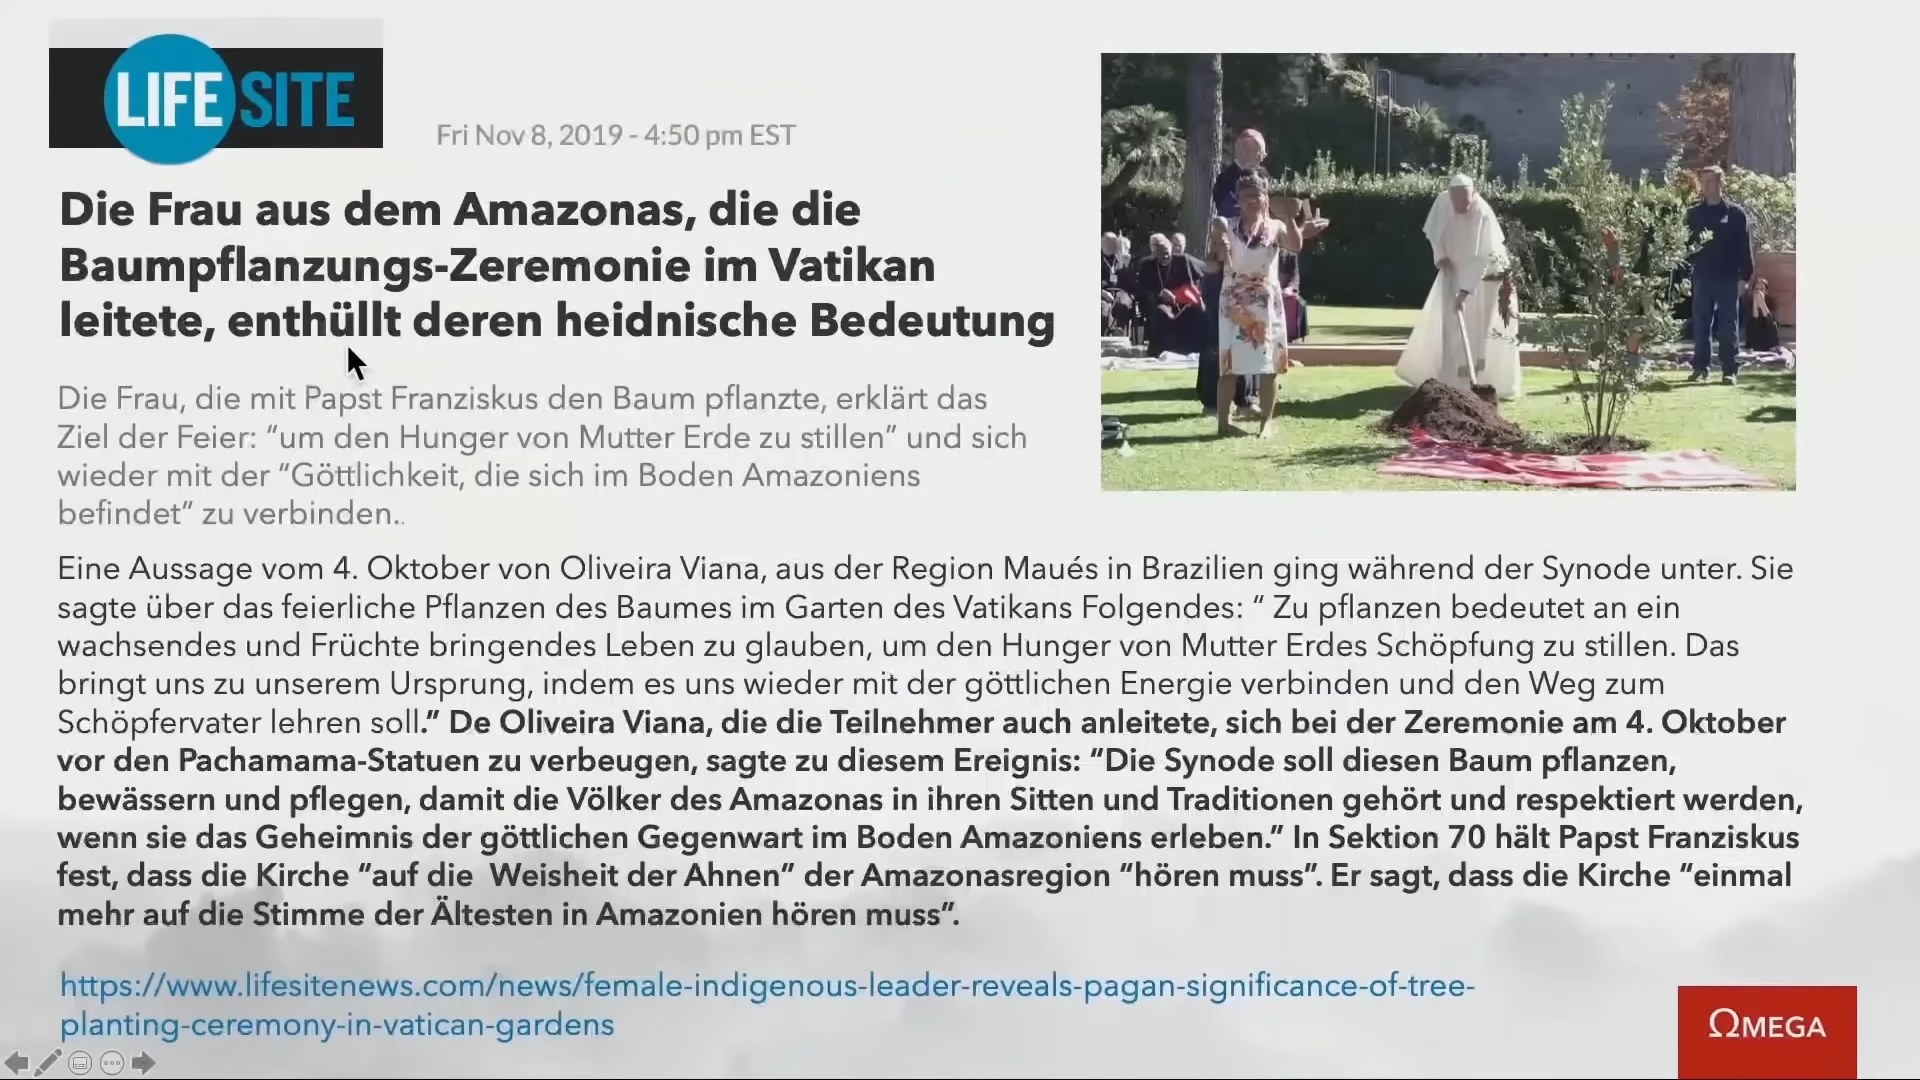 LIFE SITE
Fri Nov 8, 2019 - 4:50 pm EST
Die Frau aus dem Amazonas, die die
Baumpflanzungs-Zeremonie im Vatikan
leitete, enthüllt deren heidnische Bedeutung
Die Frau, die mit Papst Franziskus den Baum pflanzte, erklärt das
Ziel der Feier: “um den Hunger von Mutter Erde zu stillen” und sich
wieder mit der “Göttlichkeit, die sich im Boden Amazoniens
befindet” zu verbinden..
Eine Aussage vom 4. Oktober von Oliveira Viana, aus der Region Maués in Brazilien ging während der Synode unter. Sie
sagte über das feierliche Pflanzen des Baumes im Garten des Vatikans Folgendes: “ Zu pflanzen bedeutet an ein
wachsendes und Früchte bringendes Leben zu glauben, um den Hunger von Mutter Erdes Schöpfung zu stillen. Das
bringt uns zu unserem Ursprung, indem es uns wieder mit der göttlichen Energie verbinden und den Weg zum
Schöpfervater lehren soll.” De Oliveira Viana, die die Teilnehmer auch anleitete, sich bei der Zeremonie am 4. Oktober
vor den Pachamama-Statuen zu verbeugen, sagte zu diesem Ereignis: “Die Synode soll diesen Baum pflanzen,
bewässern und pflegen, damit die Völker des Amazonas in ihren Sitten und Traditionen gehört und respektiert werden,
wenn sie das Geheimnis der göttlichen Gegenwart im Boden Amazoniens erleben.” In Sektion 70 hält Papst Franziskus
fest, dass die Kirche “auf die  Weisheit der Ahnen” der Amazonasregion “hören muss”. Er sagt, dass die Kirche “einmal
mehr auf die Stimme der Ältesten in Amazonien hören muss”.
https://www.lifesitenews.com/news/female-indigenous-leader-reveals-pagan-significance-of-tree-
planting-ceremony-in-vatican-gardens
ΩMEGA